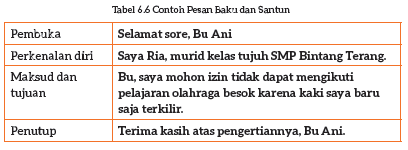 Tabel 6.6 Contoh Pesan Baku dan Santun
Pembuka Selamat sore, Bu Ani
Perkenalan diri Saya Ria, murid kelas tujuh SMP Bintang Terang.
Maksud dan tujuan Bu, saya mohon izin tidak dapat mengikuti
pelajaran olahraga besok karena kaki saya baru
saja terkilir.
Penutup Terima kasih atas pengertiannya, Bu Ani.